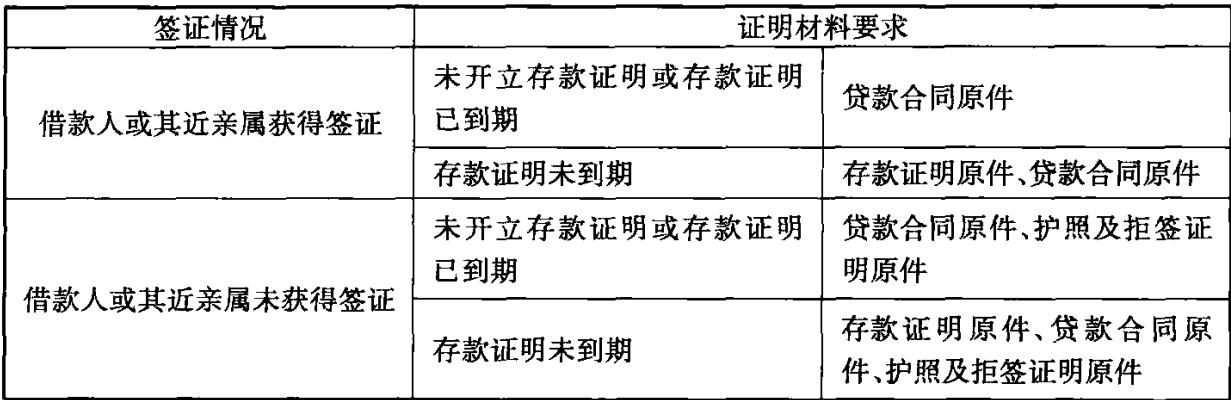 签证情况
证明材料要求
借款人或其近亲属获得签证
未开立存款证明或存款证明
已到期
贷款合同原件
存款证明未到期
存款证明原件、贷款合同原件
借款人或其近亲属未获得签证
未开立存款证明或存款证明
已到期
贷款合同原件、护照及拒签证
明原件
存款证明未到期
存款证明原件、贷款合同原
件、护照及拒签证明原件